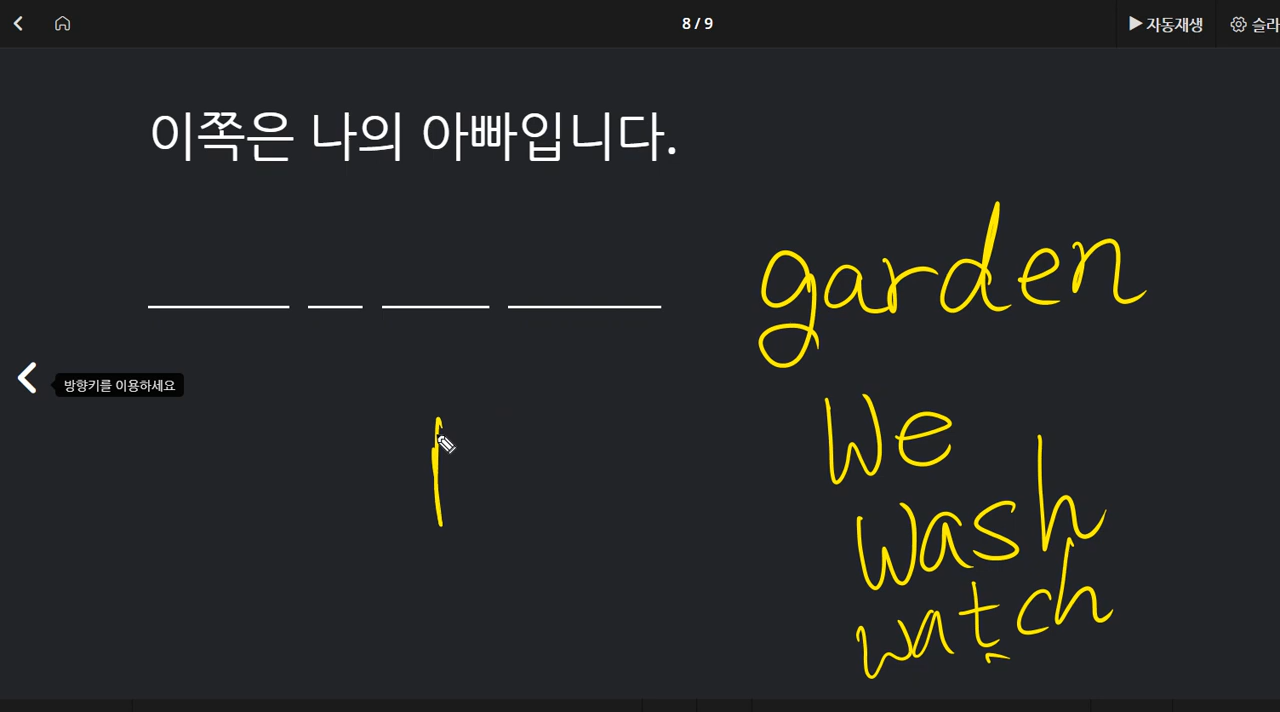 8 / 9
▶ 자동재생
슬라
이쪽은 나의 아빠입니다.
garden
방향키를 이용하세요
We
wash
watch